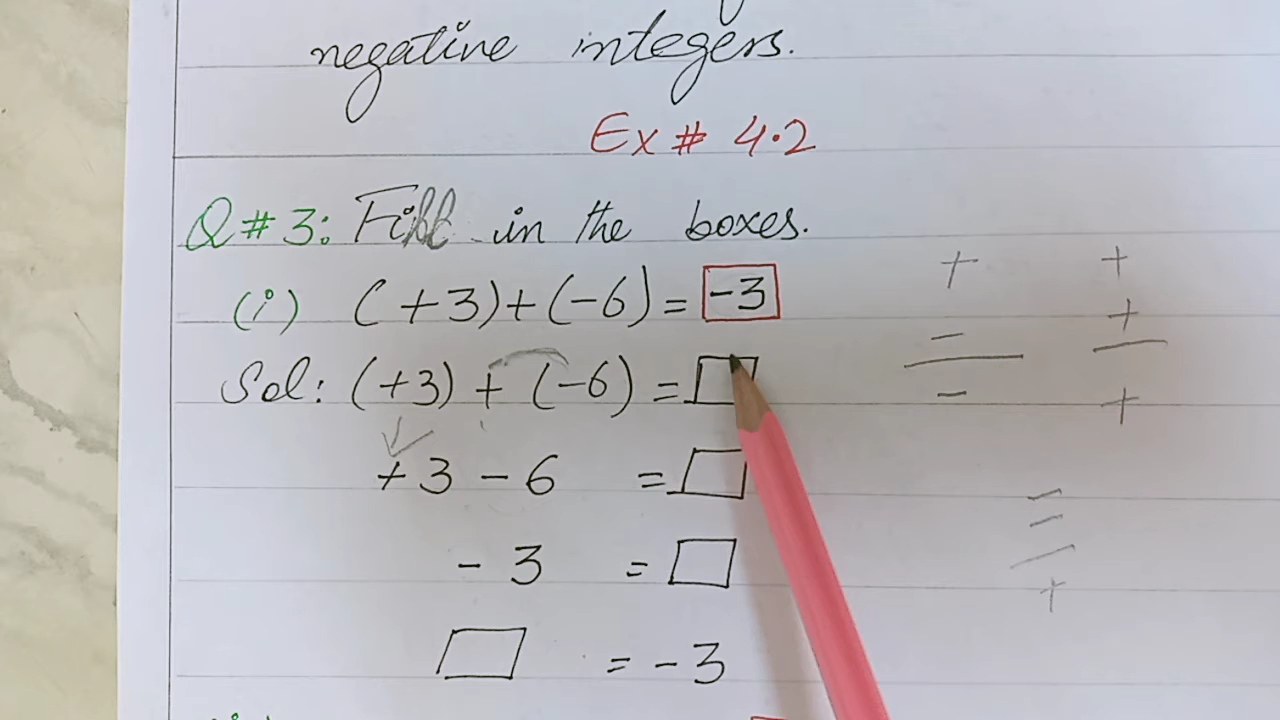 negative integers.
Ex # 4.2
Q # 3: Fill in the boxes.
(i) (+3)+(-6) = -3
Sol: (+3) + (-6) = □
+3 - 6 = □
- 3 = □
□ = -3
+ +
- +
- +
-
-
+